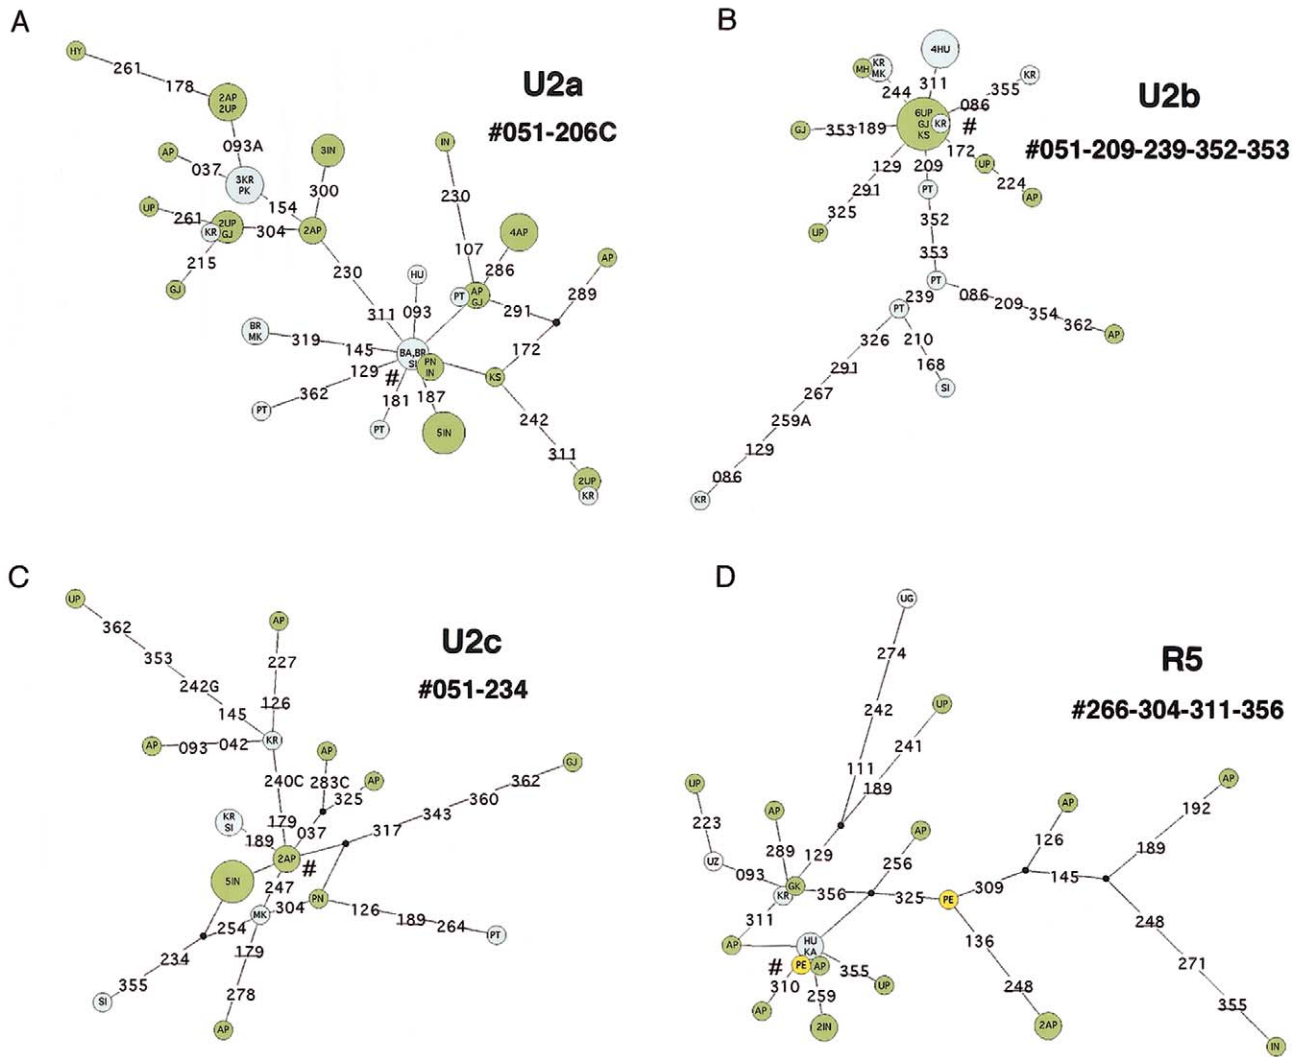 A
U2a
#051-206C
HY
261
178
2AP
2UP
093A
AP
037
3KR
PK
154
3IN
300
UP
261
KR
2UP
GJ
304
2AP
215
GJ
230
311
IN
230
107
4AP
286
AP
289
PT
AP
GJ
291
HU
093
BR
MK
319
145
BA,BR
SI
PN
IN
#
129
362
PT
181
PT
187
5IN
172
KS
242
311
2UP
KR
B
U2b
#051-209-239-352-353
4HU
MH
KR
MK
244
311
KR
355
086
6UP
GJ
KS
KR
#
GJ
353
189
172
UP
224
AP
129
291
325
UP
209
PT
352
353
PT
239
086
209
354
362
AP
PT
326
291
267
259A
129
086
KR
210
168
SI
C
U2c
#051-234
UP
362
353
242G
145
AP
227
126
AP
093
042
KR
240C
179
AP
283C
AP
325
037
GJ
362
360
343
317
KR
SI
189
2AP
#
5IN
247
MK
304
PN
126
189
264
PT
254
234
355
SI
179
278
AP
D
R5
#266-304-311-356
UG
274
242
111
UP
241
189
UP
223
UZ
093
AP
289
129
KR
GK
356
AP
256
325
PE
309
AP
126
145
AP
192
189
248
271
355
IN
136
248
2AP
311
AP
HU
KA
#
PE
AP
355
UP
310
AP
259
2IN